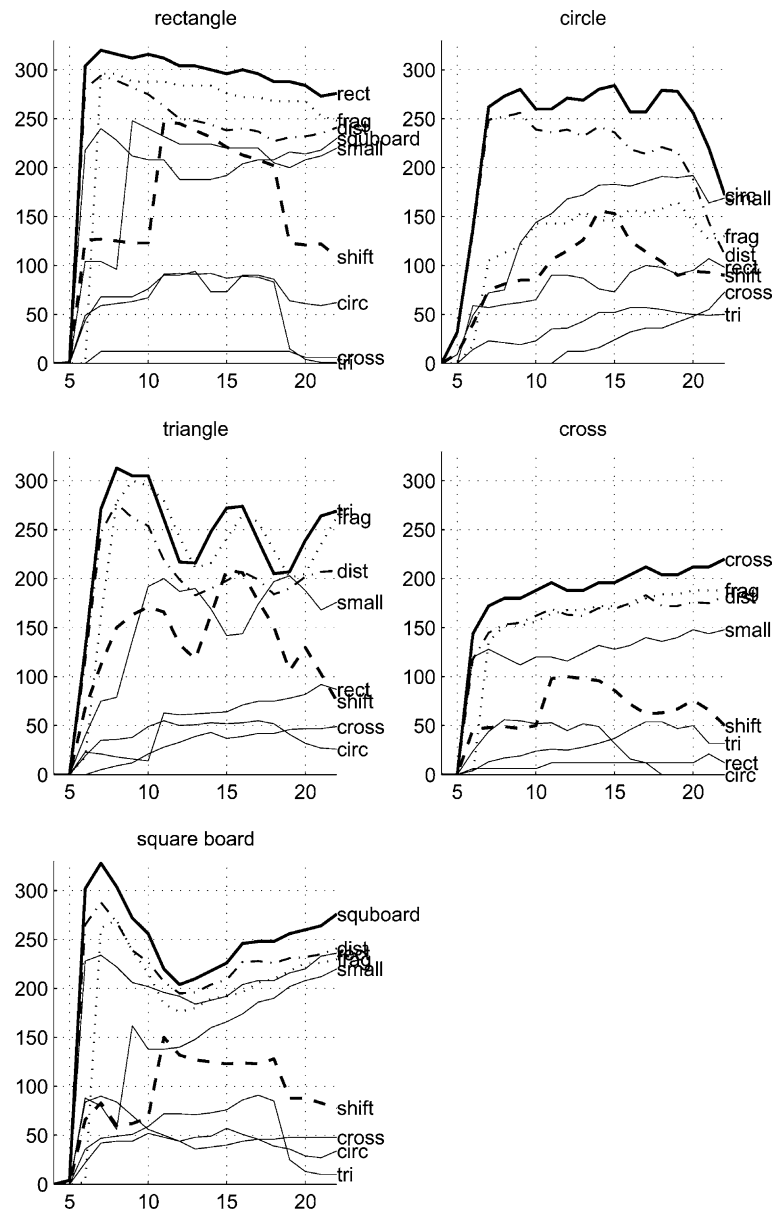 rectangle
300
250
200
150
100
50
0
5
10
15
20
rect
frag
dist
squboard
small
shift
circ
cross
tri
circle
300
250
200
150
100
50
0
5
10
15
20
circ
small
frag
dist
rect
shift
cross
tri
triangle
300
250
200
150
100
50
0
5
10
15
20
tri
frag
dist
small
rect
shift
cross
circ
cross
300
250
200
150
100
50
0
5
10
15
20
cross
frag
dist
small
shift
tri
rect
circ
square board
300
250
200
150
100
50
0
5
10
15
20
squboard
dist
rect
frag
small
shift
cross
circ
tri